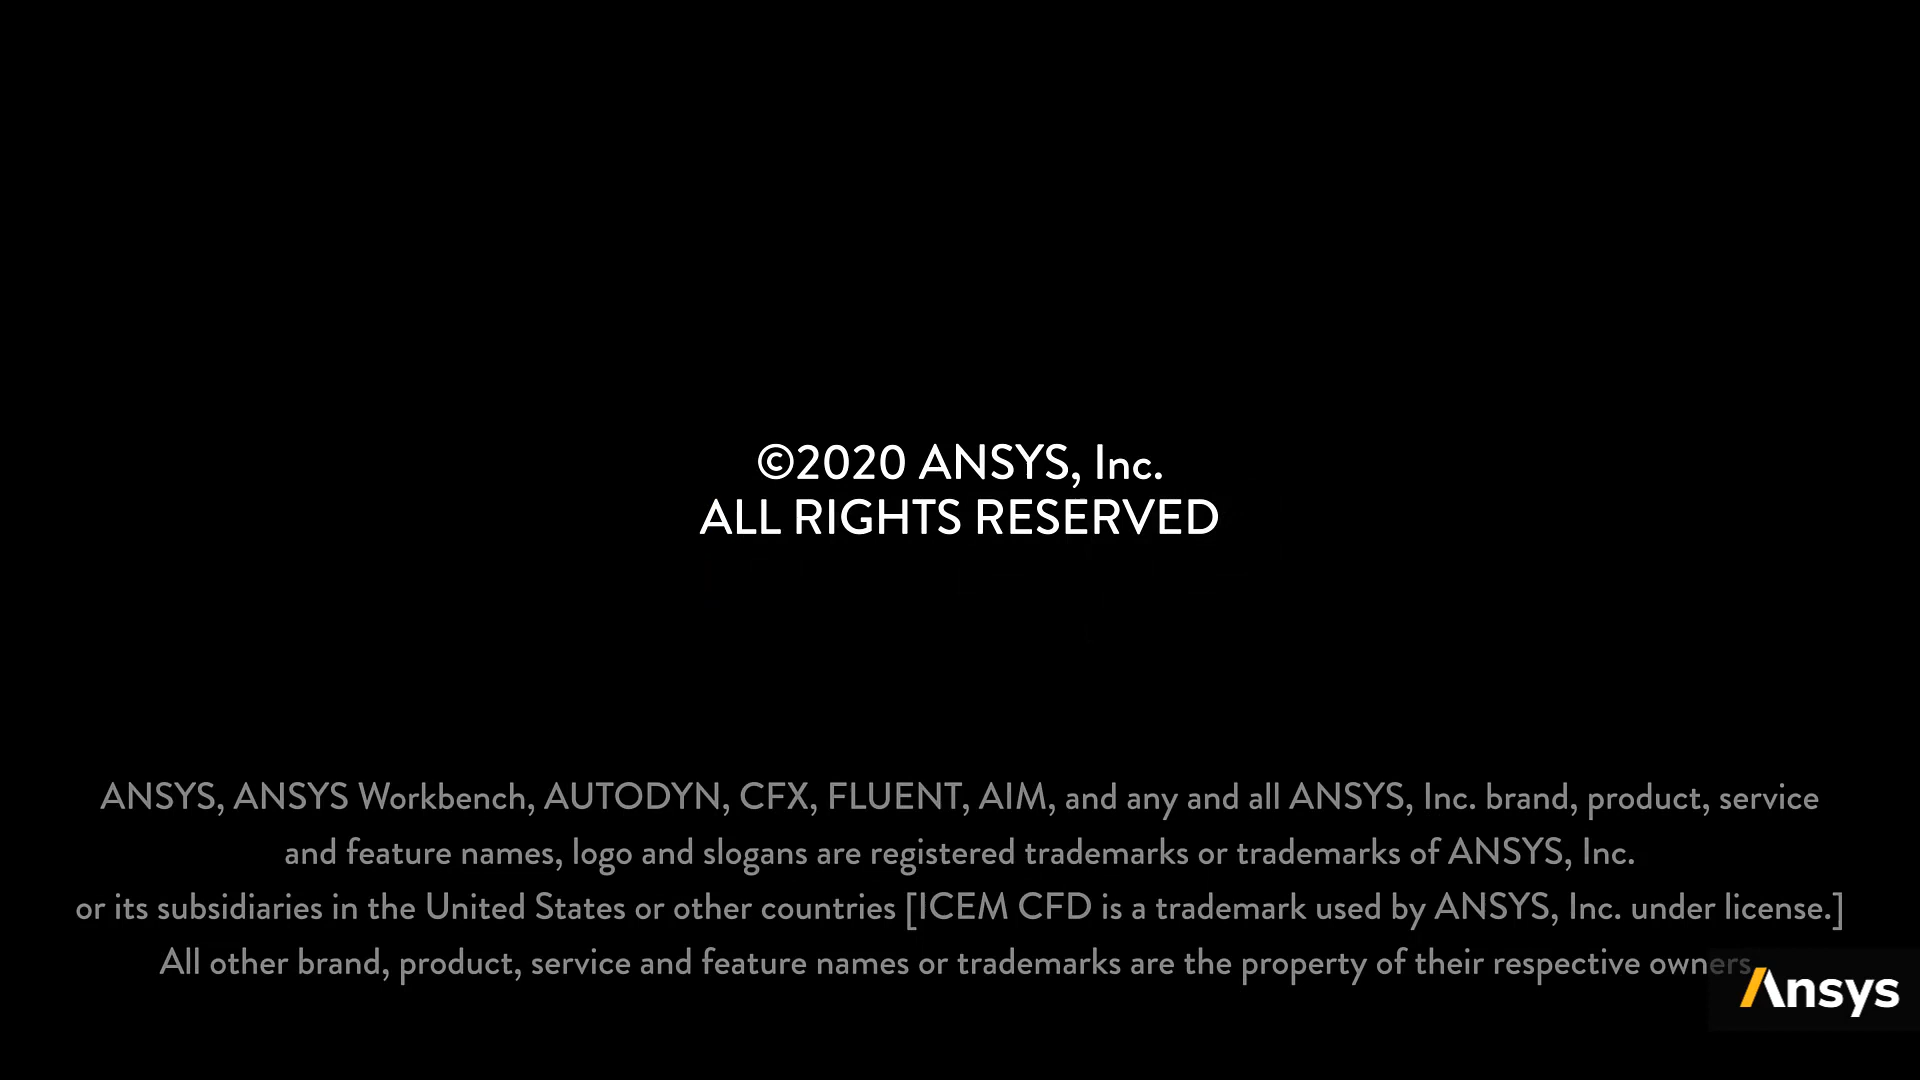 ©2020 ANSYS, Inc.
ALL RIGHTS RESERVED
ANSYS, ANSYS Workbench, AUTODYN, CFX, FLUENT, AIM, and any and all ANSYS, Inc. brand, product, service
and feature names, logo and slogans are registered trademarks or trademarks of ANSYS, Inc.
or its subsidiaries in the United States or other countries [ICEM CFD is a trademark used by ANSYS, Inc. under license.]
All other brand, product, service and feature names or trademarks are the property of their respective owners
Ansys